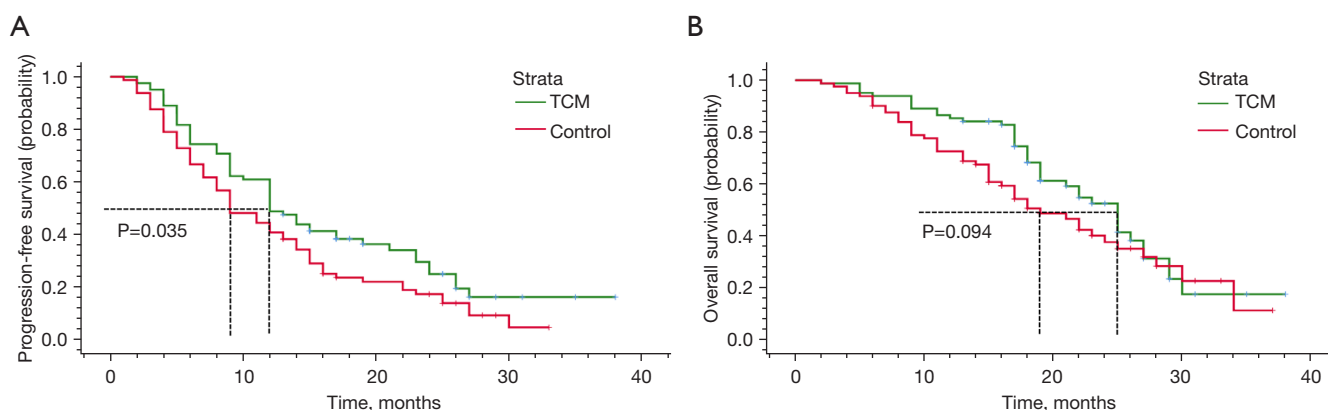 A
Progression-free survival (probability)
1.0
0.8
0.6
0.4
0.2
0.0
Strata
TCM
Control
P=0.035
0
10
20
30
40
Time, months
B
Overall survival (probability)
1.0
0.8
0.6
0.4
0.2
0.0
Strata
TCM
Control
P=0.094
0
10
20
30
40
Time, months